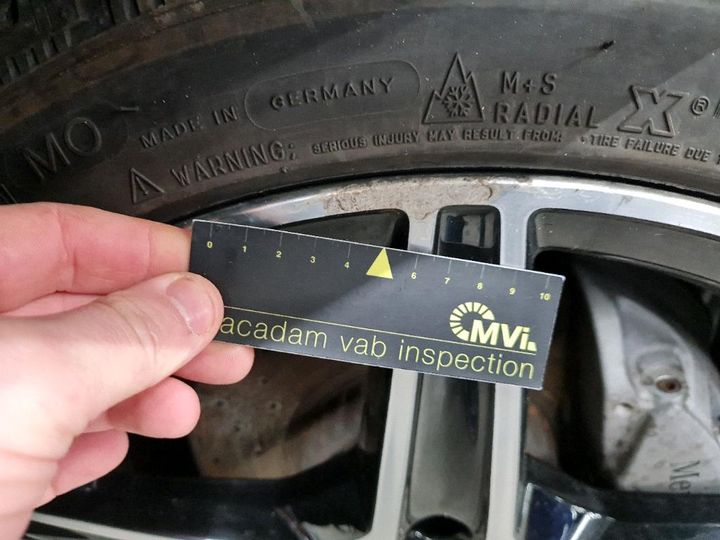 MO
MADE IN GERMANY
M+S
RADIAL X®
WARNING: SERIOUS INJURY MAY RESULT FROM: • TIRE FAILURE DUE
0 1 2 3 4 6 7 8 9 10
MVi
acadam vab inspection
Me